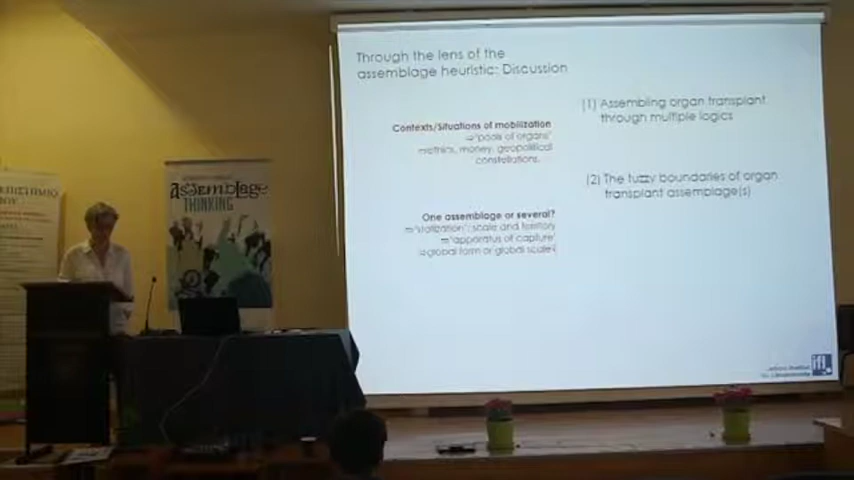 Through the lens of the
assemblage heuristic: Discussion
Contexts/Situations of mobilization
'pools of organs'
metrics, money, geopolitical
constellations.
One assemblage or several?
scale and territory
'apparatus of capture'
global form or global scale
(1) Assembling organ transplant
through multiple logics
(2) The fuzzy boundaries of organ
transplant assemblage(s)
ifl
assemblage
THINKING